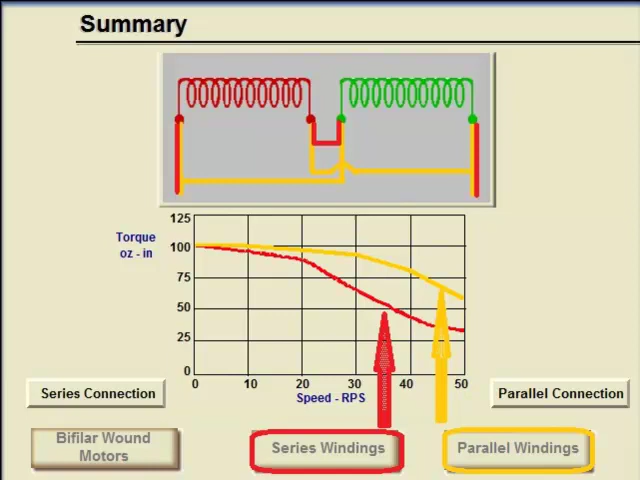 Summary
Torque
oz - in
125
100
75
50
25
0
0 10 20 30 40 50
Speed - RPS
Series Connection
Parallel Connection
Bifilar Wound
Motors
Series Windings
Parallel Windings